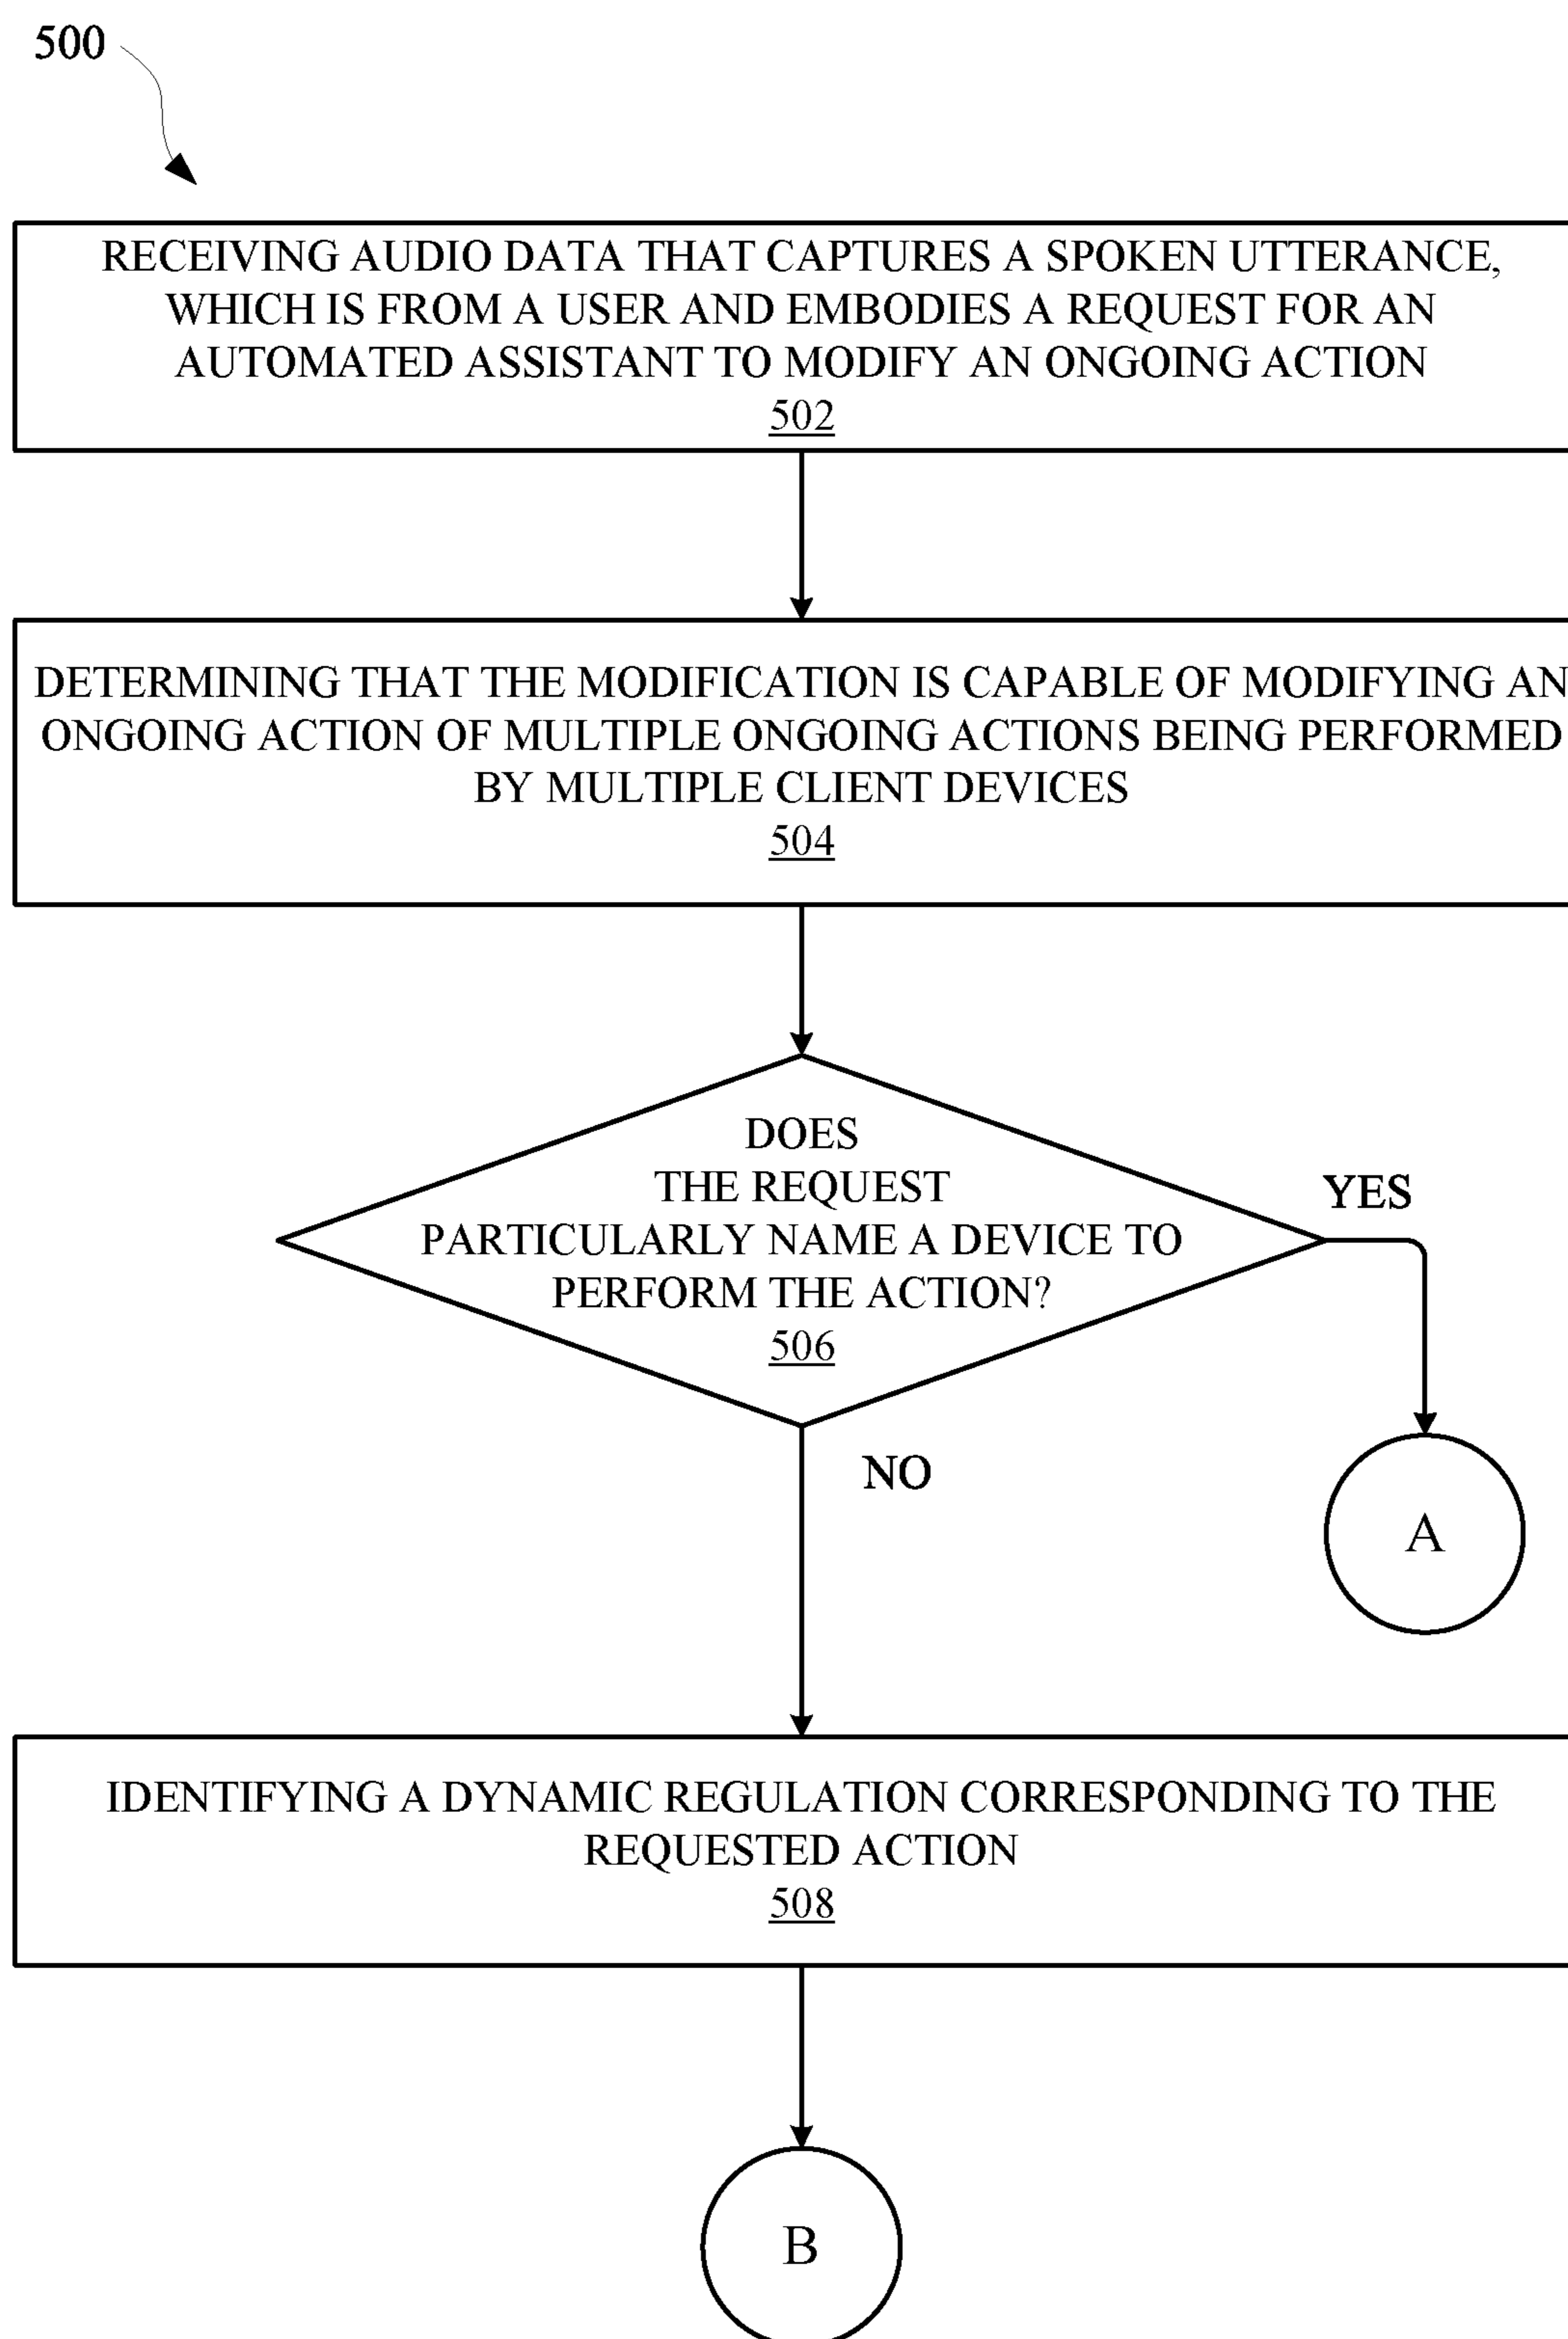 500
RECEIVING AUDIO DATA THAT CAPTURES A SPOKEN UTTERANCE,
WHICH IS FROM A USER AND EMBODIES A REQUEST FOR AN
AUTOMATED ASSISTANT TO MODIFY AN ONGOING ACTION
502
DETERMINING THAT THE MODIFICATION IS CAPABLE OF MODIFYING AN
ONGOING ACTION OF MULTIPLE ONGOING ACTIONS BEING PERFORMED
BY MULTIPLE CLIENT DEVICES
504
DOES
THE REQUEST
PARTICULARLY NAME A DEVICE TO
PERFORM THE ACTION?
506
YES
NO
A
IDENTIFYING A DYNAMIC REGULATION CORRESPONDING TO THE
REQUESTED ACTION
508
B